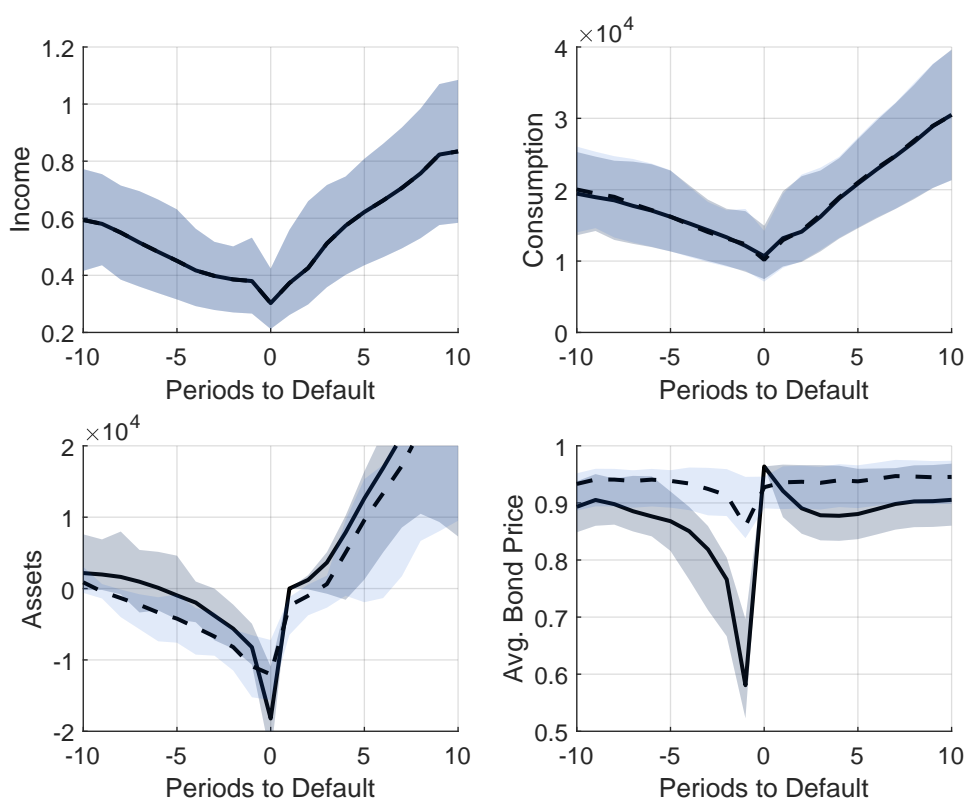 Income
1.2
1
0.8
0.6
0.4
0.2
-10 -5 0 5 10
Periods to Default
×10⁴
Consumption
4
3
2
1
0
-10 -5 0 5 10
Periods to Default
×10⁴
Assets
2
1
0
-1
-2
-10 -5 0 5 10
Periods to Default
Avg. Bond Price
1
0.9
0.8
0.7
0.6
0.5
-10 -5 0 5 10
Periods to Default